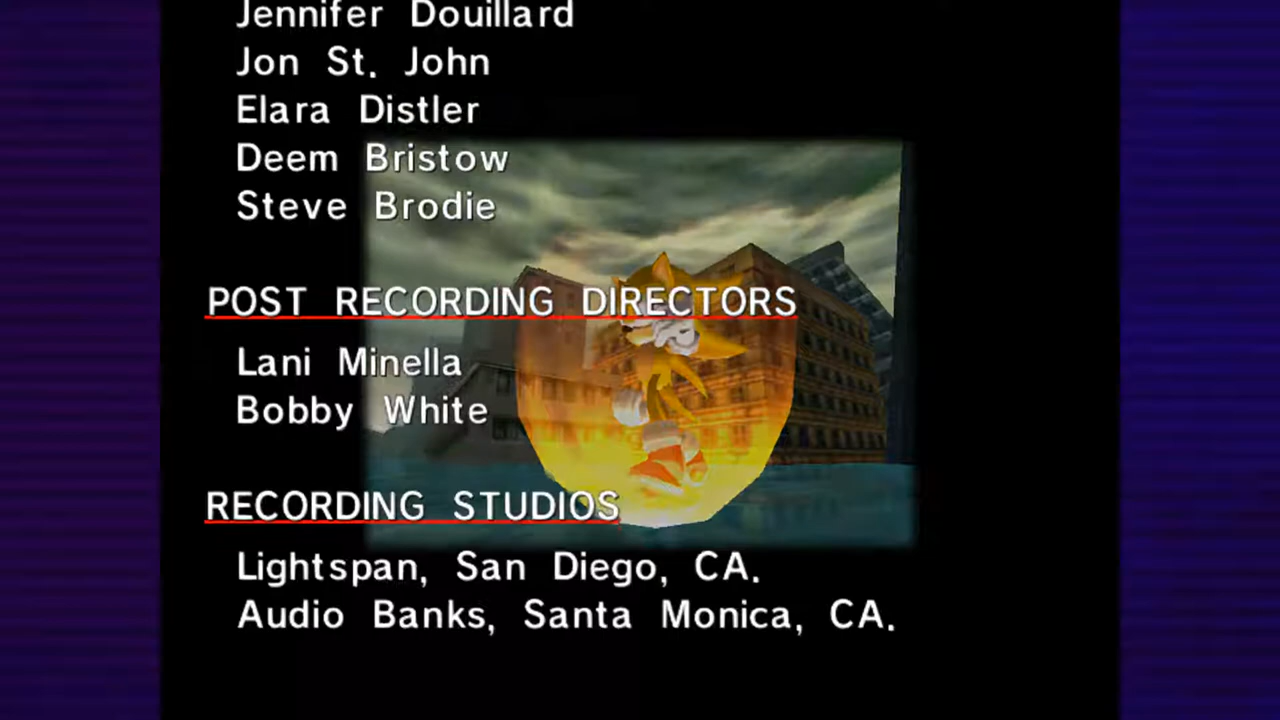 Jennifer Douillard
Jon St. John
Elara Distler
Deem Bristow
Steve Brodie
POST RECORDING DIRECTORS
Lani Minella
Bobby White
RECORDING STUDIOS
Lightspan, San Diego, CA.
Audio Banks, Santa Monica, CA.